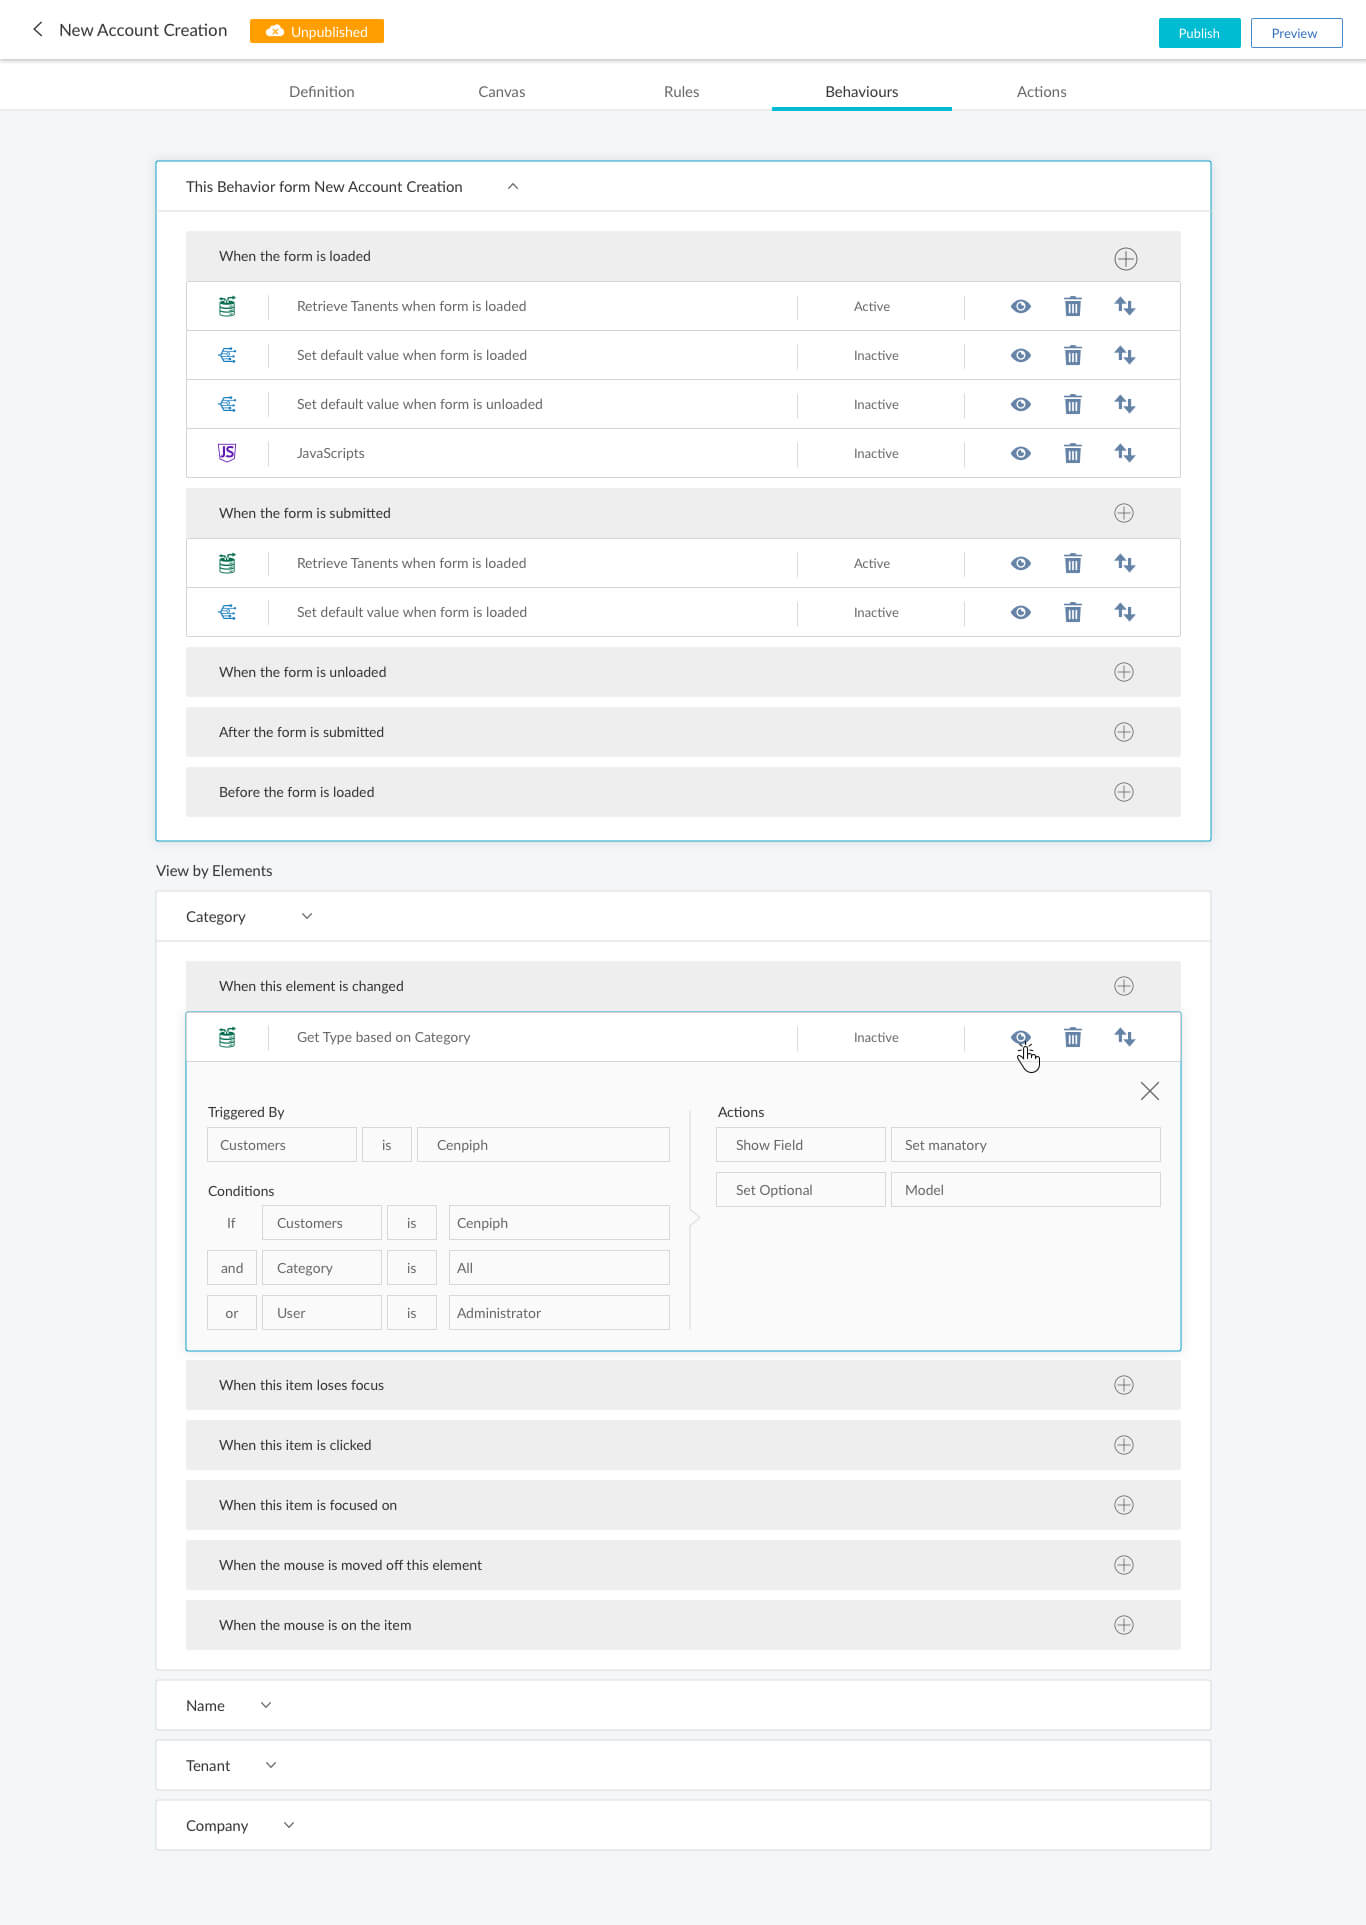 New Account Creation
Unpublished
Publish
Preview
Definition
Canvas
Rules
Behaviours
Actions
This Behavior form New Account Creation
When the form is loaded
Retrieve Tanents when form is loaded
Active
Set default value when form is loaded
Inactive
Set default value when form is unloaded
Inactive
JS
JavaScripts
Inactive
When the form is submitted
Retrieve Tanents when form is loaded
Active
Set default value when form is loaded
Inactive
When the form is unloaded
After the form is submitted
Before the form is loaded
View by Elements
Category
When this element is changed
Get Type based on Category
Inactive
Triggered By
Customers
is
Cenpiph
Conditions
If
Customers
is
Cenpiph
and
Category
is
All
or
User
is
Administrator
Actions
Show Field
Set manatory
Set Optional
Model
When this item loses focus
When this item is clicked
When this item is focused on
When the mouse is moved off this element
When the mouse is on the item
Name
Tenant
Company